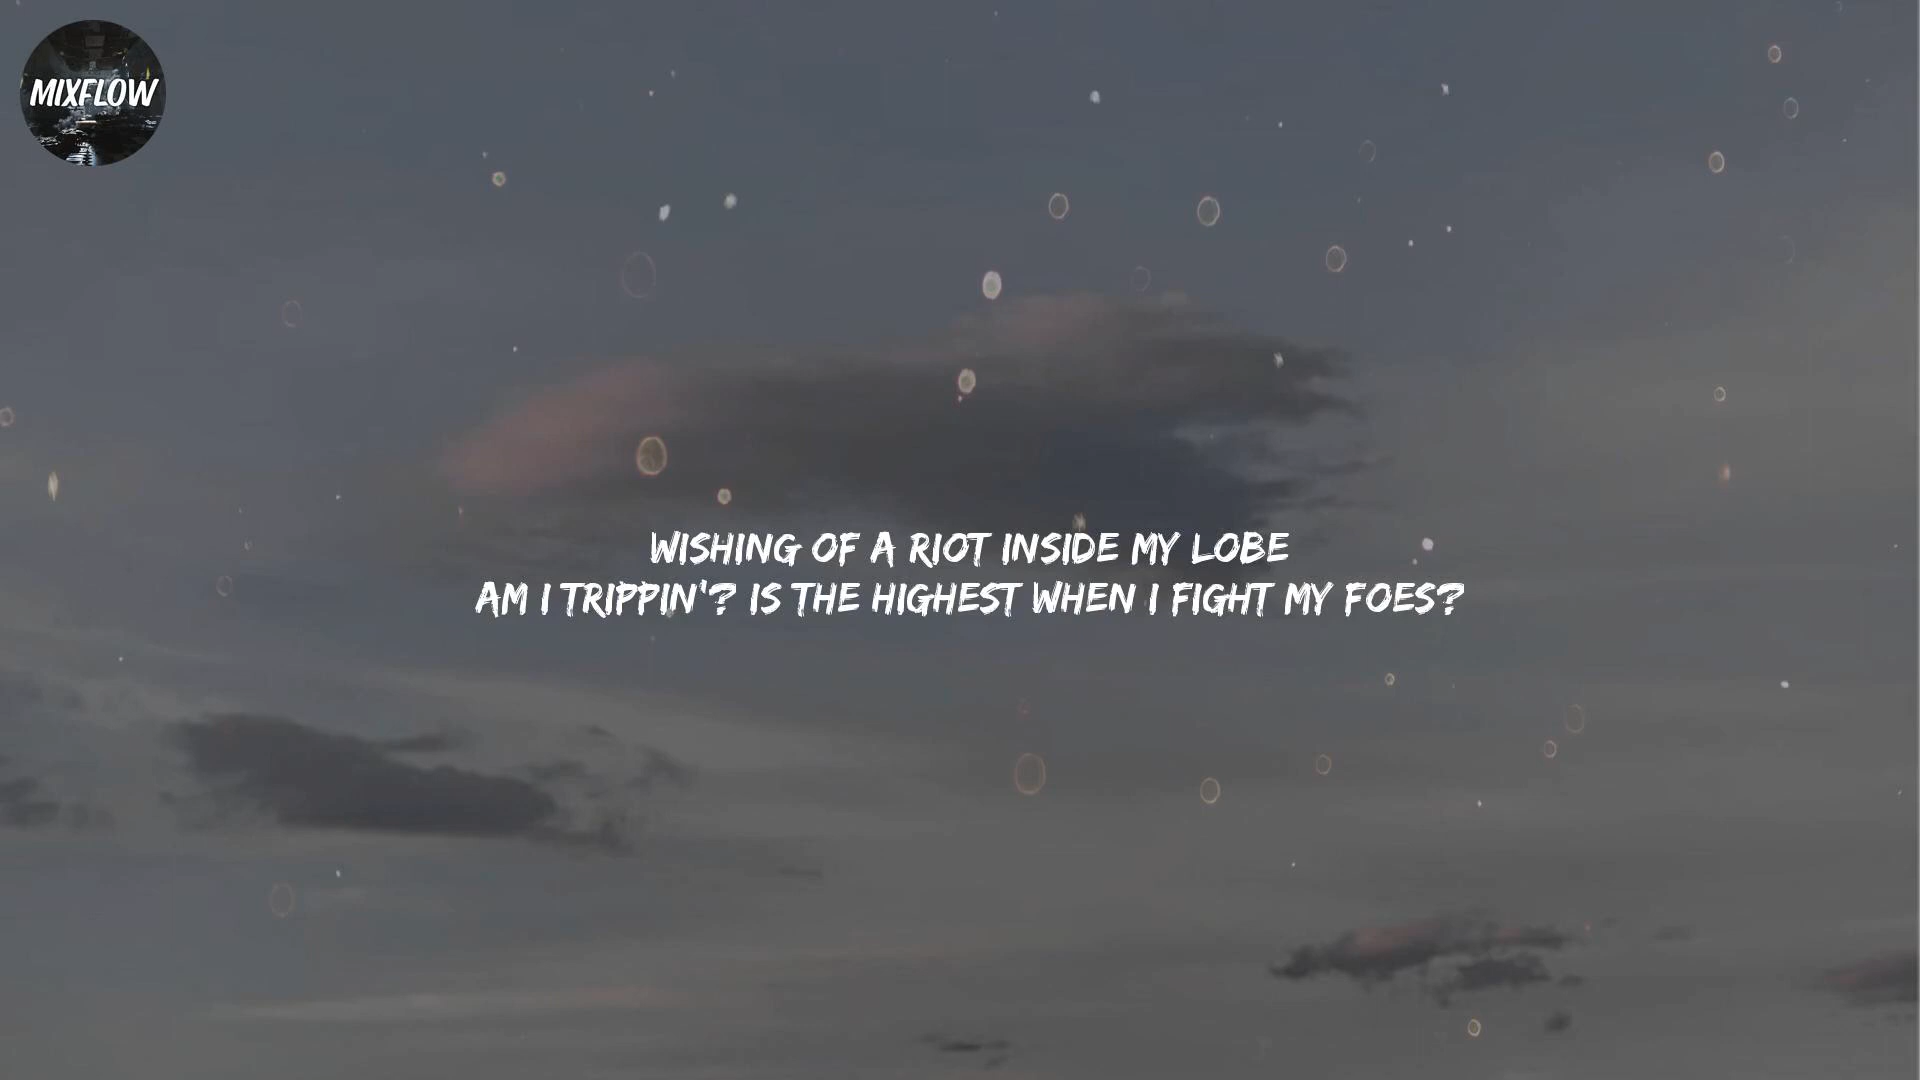 MIXFLOW
WISHING OF A RIOT INSIDE MY LOBE
AM I TRIPPIN'? IS THE HIGHEST WHEN I FIGHT MY FOES?